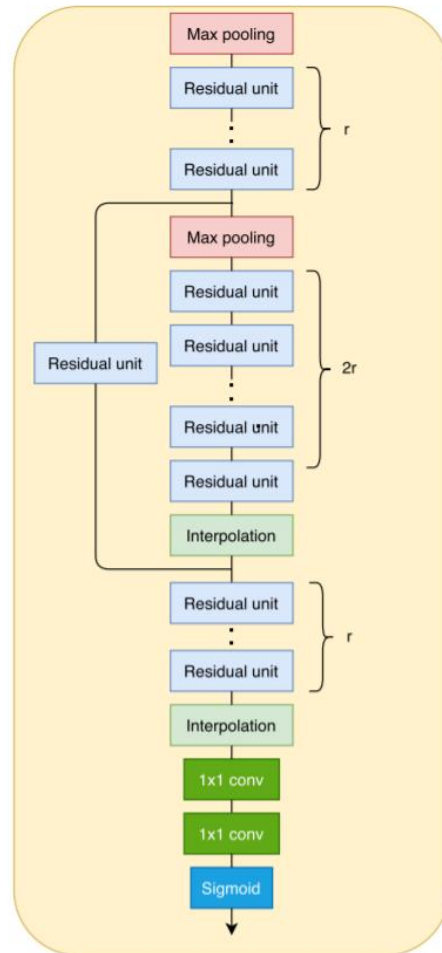 Max pooling
Residual unit
Residual unit
r
Max pooling
Residual unit
Residual unit
Residual unit
2r
Residual unit
Residual unit
Interpolation
Residual unit
Residual unit
r
Interpolation
1x1 conv
1x1 conv
Sigmoid